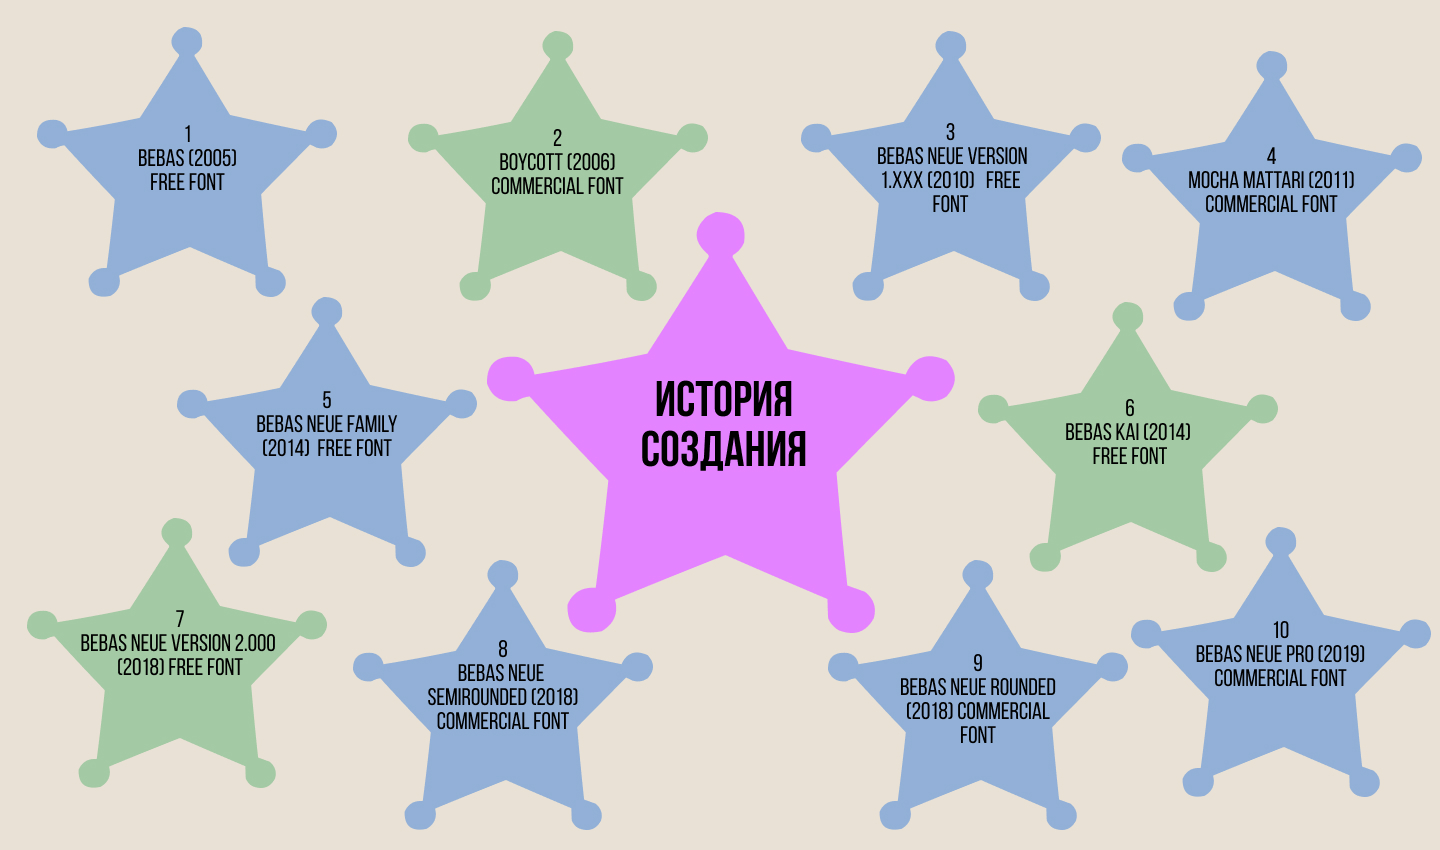 1
BEBAS (2005)
FREE FONT
2
BOYCOTT (2006)
COMMERCIAL FONT
3
BEBAS NEUE VERSION
1.XXX (2010) FREE
FONT
4
MOCHA MATTARI (2011)
COMMERCIAL FONT
5
BEBAS NEUE FAMILY
(2014) FREE FONT
ИСТОРИЯ
СОЗДАНИЯ
6
BEBAS KAI (2014)
FREE FONT
7
BEBAS NEUE VERSION 2.000
(2018) FREE FONT
8
BEBAS NEUE
SEMIROUNDED (2018)
COMMERCIAL FONT
9
BEBAS NEUE ROUNDED
(2018) COMMERCIAL
FONT
10
BEBAS NEUE PRO (2019)
COMMERCIAL FONT